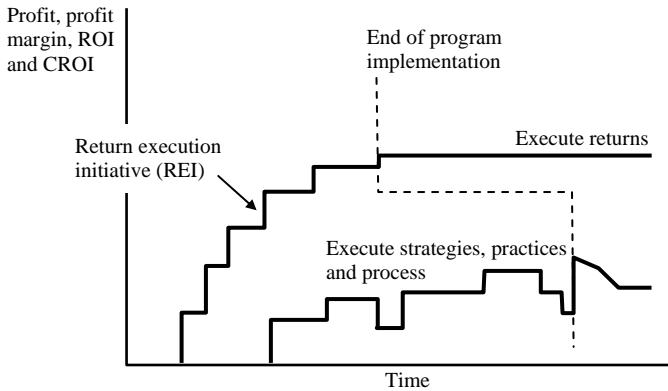 Profit, profit
margin, ROI
and CROI
End of program
implementation
Return execution
initiative (REI)
Execute returns
Execute strategies, practices
and process
Time